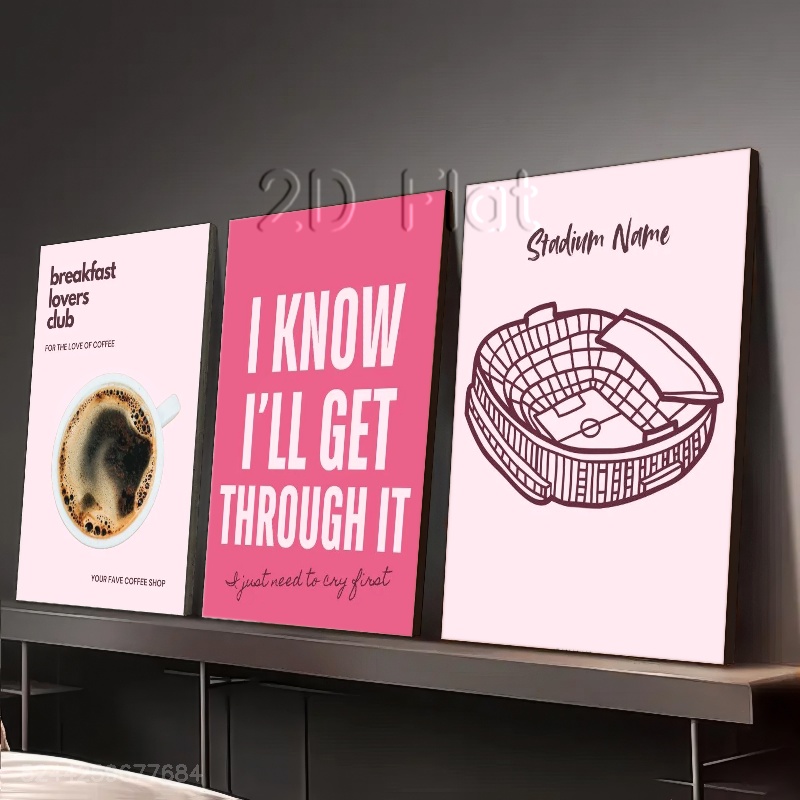 2D Flat
breakfast
lovers
club
FOR THE LOVE OF COFFEE
YOUR FAVE COFFEE SHOP
I KNOW
I'LL GET
THROUGH IT
I just need to cry first
Stadium Name